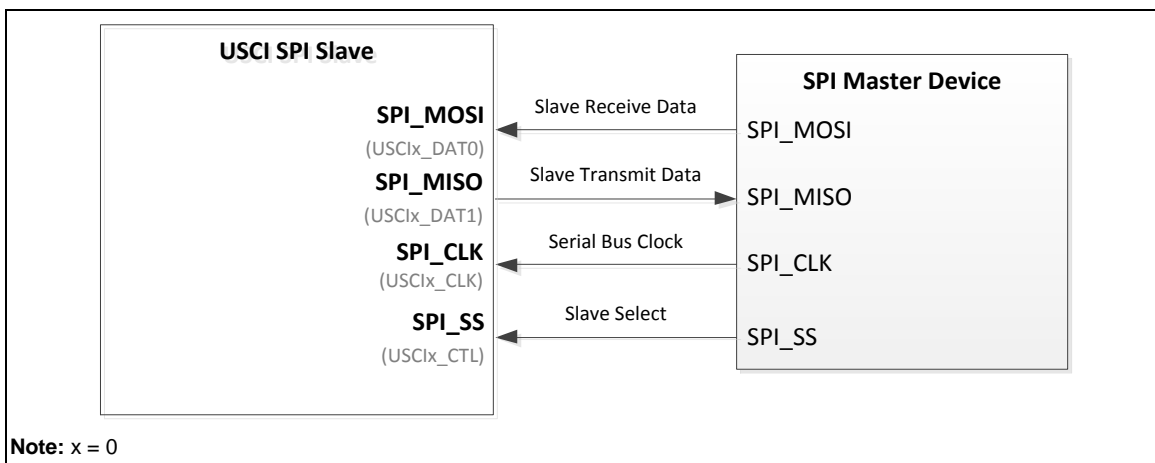 USCI SPI Slave
SPI Master Device
SPI_MOSI
(USCIx_DAT0)
Slave Receive Data
SPI_MOSI
SPI_MISO
(USCIx_DAT1)
Slave Transmit Data
SPI_MISO
SPI_CLK
(USCIx_CLK)
Serial Bus Clock
SPI_CLK
SPI_SS
(USCIx_CTL)
Slave Select
SPI_SS
Note: x = 0